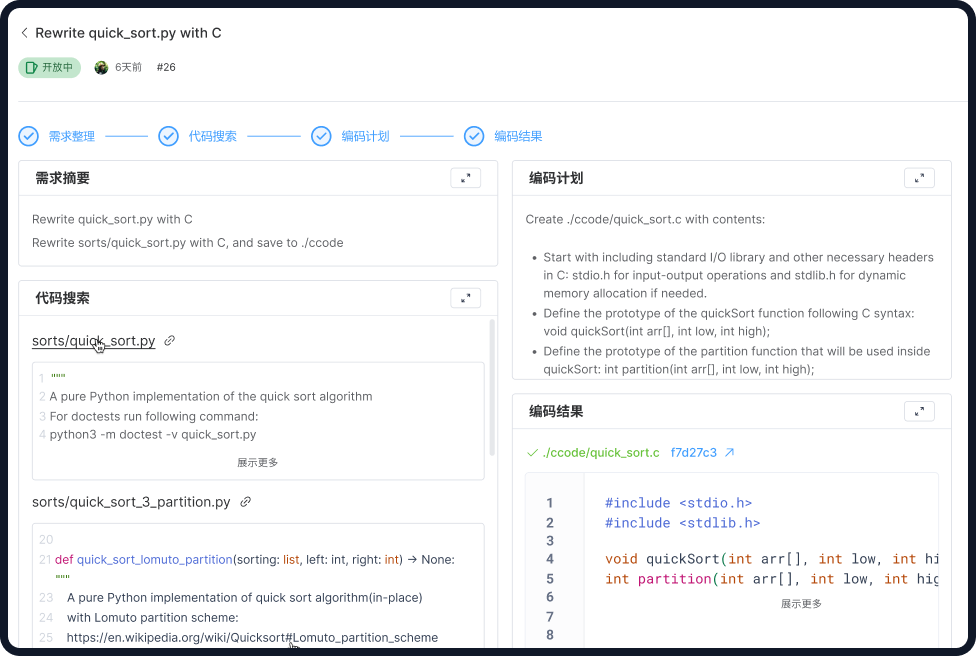 Rewrite quick_sort.py with C
开放中 6天前 #26
需求整理 代码搜索 编码计划 编码结果
需求摘要
Rewrite quick_sort.py with C
Rewrite sorts/quick_sort.py with C, and save to ./ccode
代码搜索
sorts/quick_sort.py
1 """
2 A pure Python implementation of the quick sort algorithm
3 For doctests run following command:
4 python3 -m doctest -v quick_sort.py
展示更多
sorts/quick_sort_3_partition.py
20
21 def quick_sort_lomuto_partition(sorting: list, left: int, right: int) → None:
"""
23 A pure Python implementation of quick sort algorithm(in-place)
24 with Lomuto partition scheme:
25 https://en.wikipedia.org/wiki/Quicksort#Lomuto_partition_scheme
编码计划
Create ./ccode/quick_sort.c with contents:
• Start with including standard I/O library and other necessary headers
in C: stdio.h for input-output operations and stdlib.h for dynamic
memory allocation if needed.
• Define the prototype of the quickSort function following C syntax:
void quickSort(int arr[], int low, int high);
• Define the prototype of the partition function that will be used inside
quickSort: int partition(int arr[], int low, int high);
编码结果
./ccode/quick_sort.c f7d27c3
1 #include <stdio.h>
2 #include <stdlib.h>
3
4 void quickSort(int arr[], int low, int hi
5 int partition(int arr[], int low, int hig
6
展示更多
7
8